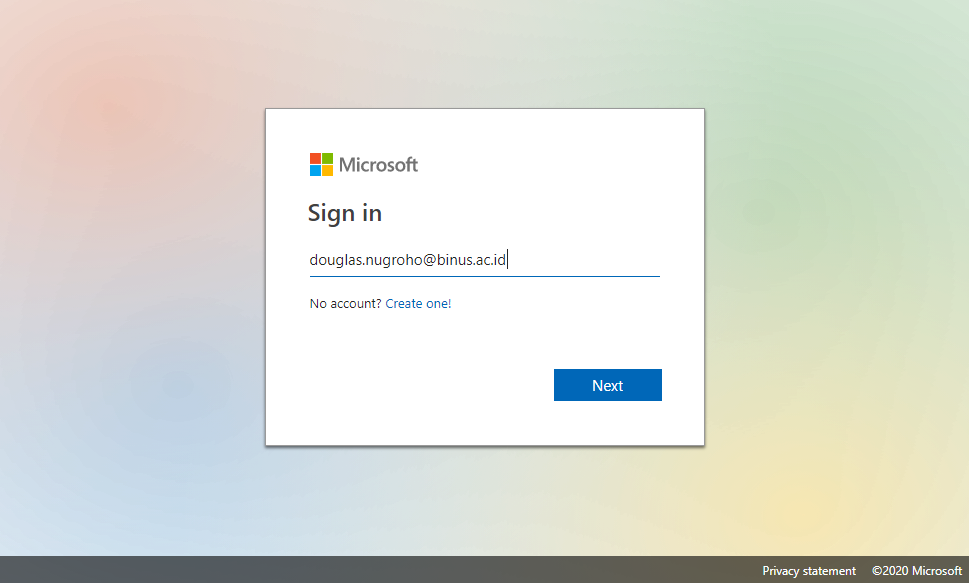 Microsoft
Sign in
douglas.nugroho@binus.ac.id
No account? Create one!
Next
Privacy statement ©2020 Microsoft